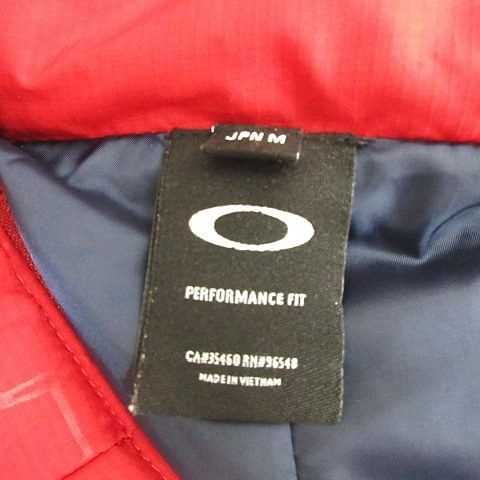 JPN M
PERFORMANCE FIT
CA#35460 RN#96548
MADE IN VIETNAM